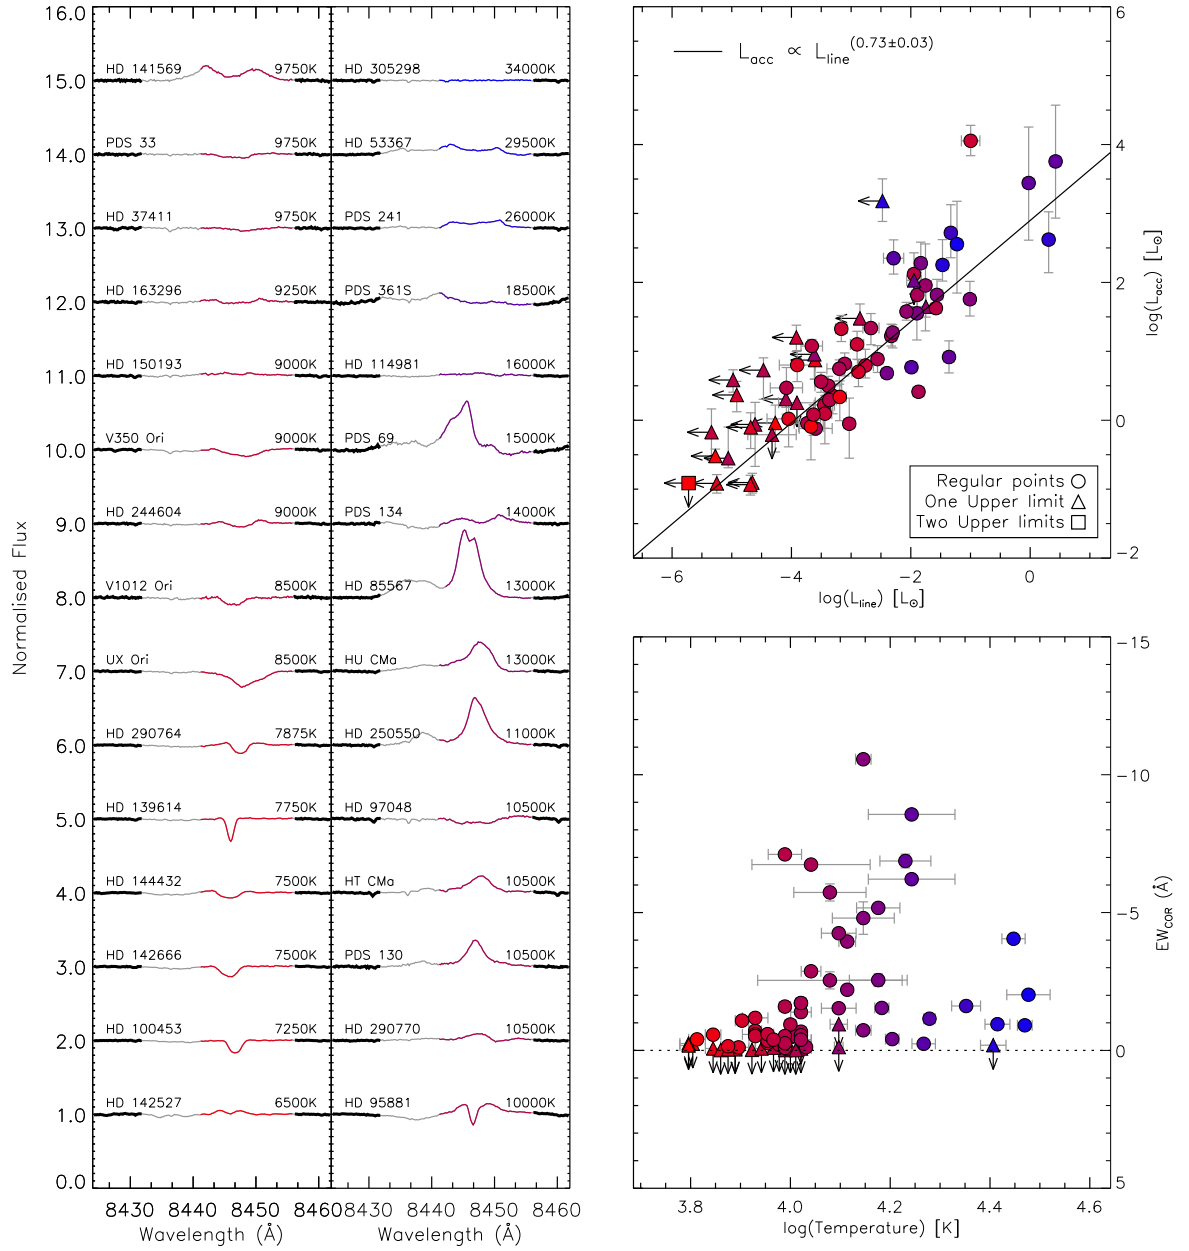 Normalised Flux
16.0
15.0
14.0
13.0
12.0
11.0
10.0
9.0
8.0
7.0
6.0
5.0
4.0
3.0
2.0
1.0
0.0
HD 141569 9750K
PDS 33 9750K
HD 37411 9750K
HD 163296 9250K
HD 150193 9000K
V350 Ori 9000K
HD 244604 9000K
V1012 Ori 8500K
UX Ori 8500K
HD 290764 7875K
HD 139614 7750K
HD 144432 7500K
HD 142666 7500K
HD 100453 7250K
HD 142527 6500K
8430 8440 8450 8460
Wavelength (Å)
HD 305298 34000K
HD 53367 29500K
PDS 241 26000K
PDS 361S 18500K
HD 114981 16000K
PDS 69 15000K
PDS 134 14000K
HD 85567 13000K
HU CMa 13000K
HD 250550 11000K
HD 97048 10500K
HT CMa 10500K
PDS 130 10500K
HD 290770 10500K
HD 95881 10000K
8430 8440 8450 8460
Wavelength (Å)
L_acc ∝ L_line^(0.73±0.03)
6
4
2
0
−2
log(L_acc) [L_⊙]
Regular points
One Upper limit
Two Upper limits
−6 −4 −2 0
log(L_line) [L_⊙]
−15
−10
−5
0
5
EW_COR (Å)
3.8 4.0 4.2 4.4 4.6
log(Temperature) [K]